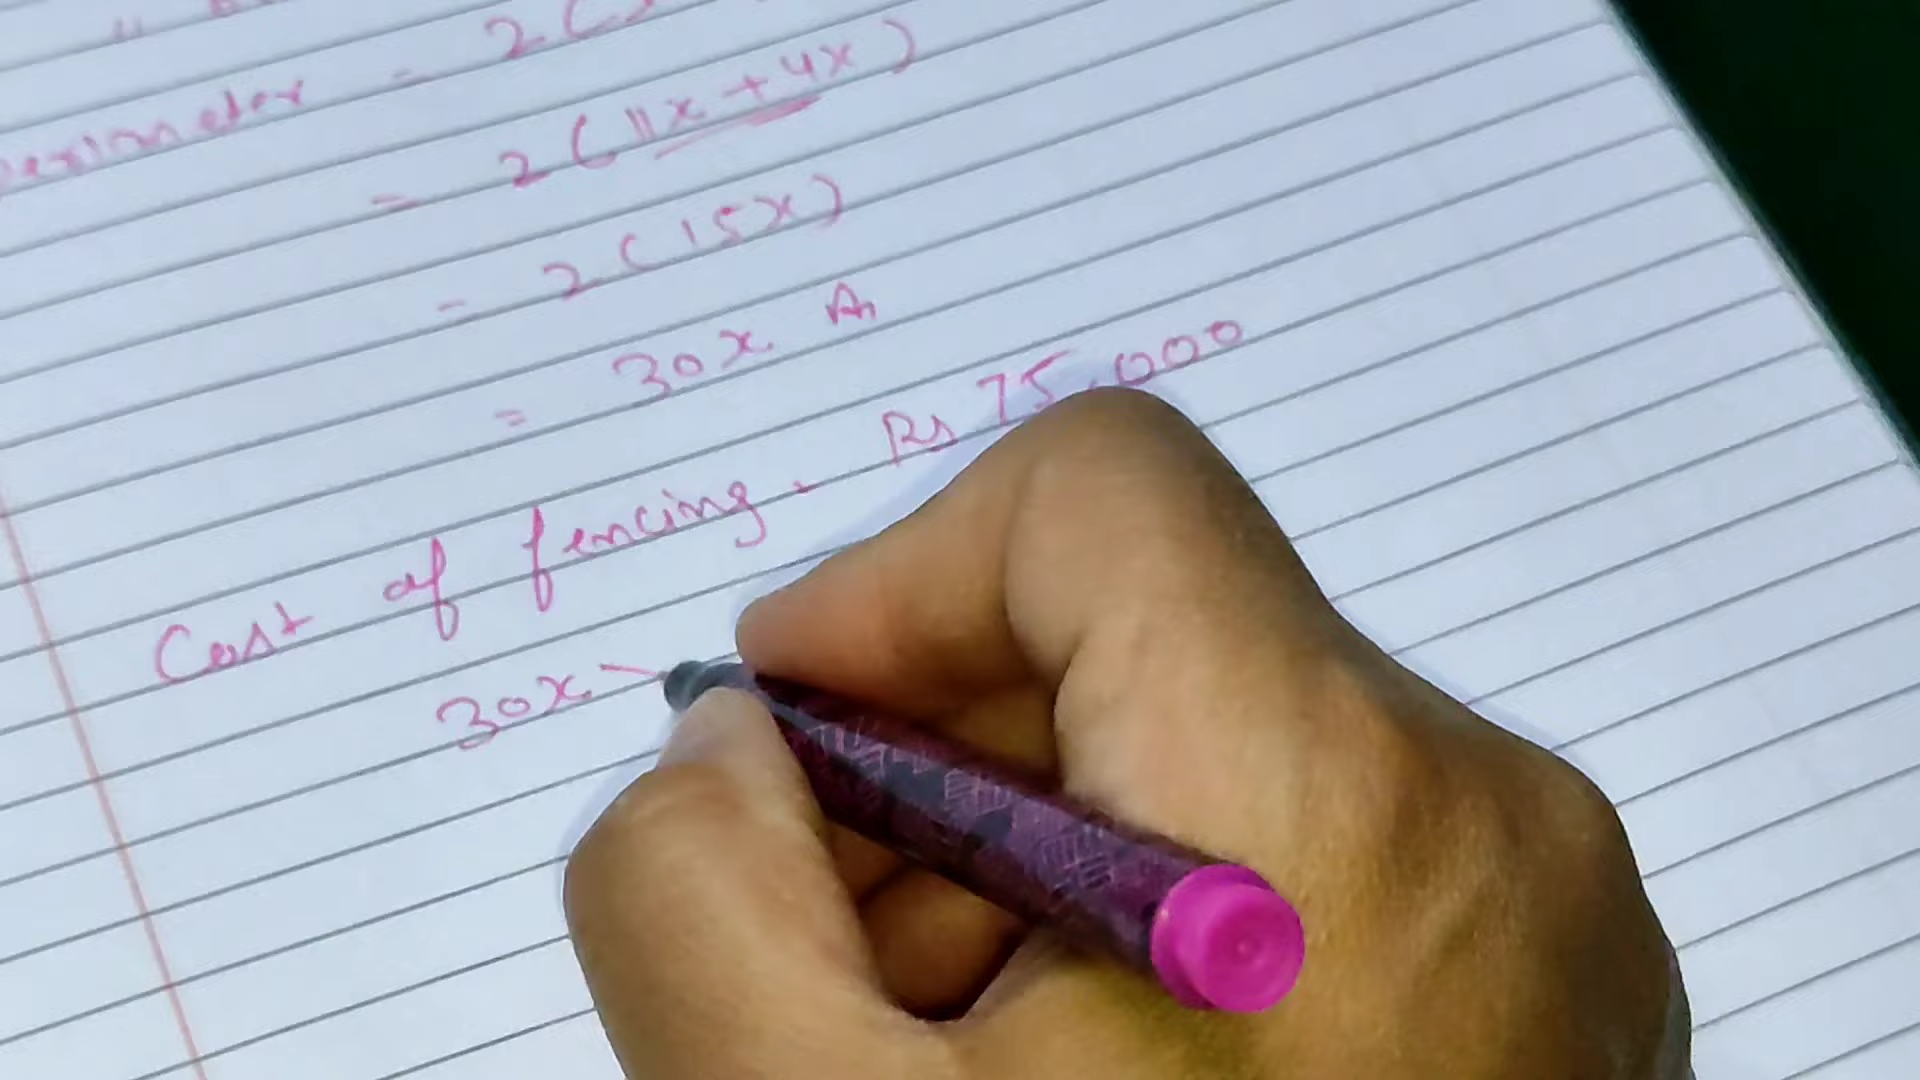 Perimeter = 2(
= 2(11x + 4x)
= 2(15x)
= 30x A
Cost of fencing = Rs 75,000
30x